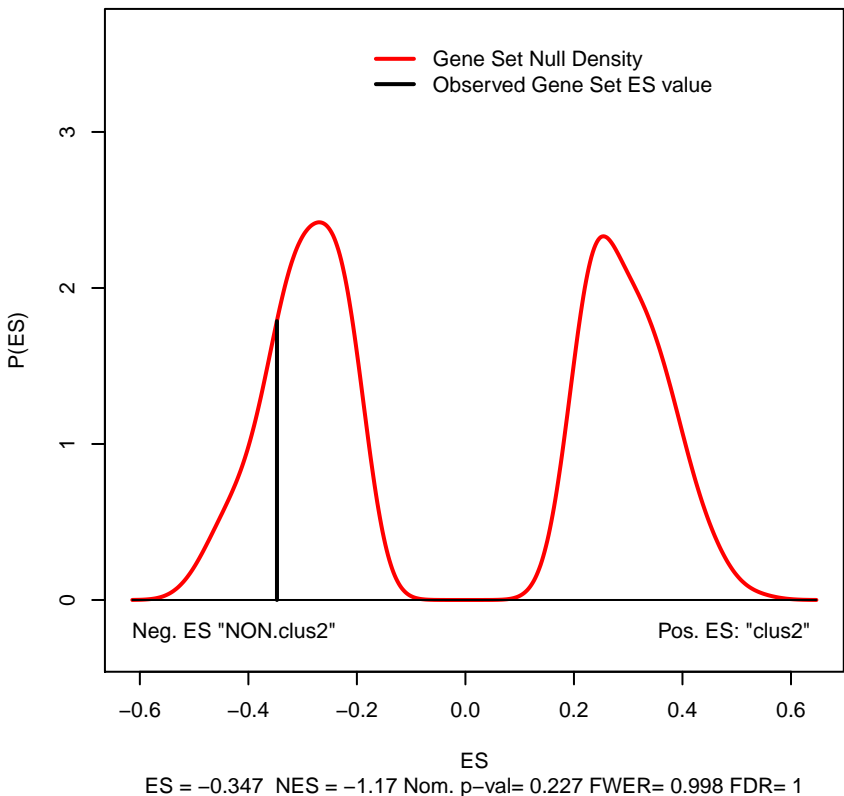 Gene Set Null Density
Observed Gene Set ES value
P(ES)
3
2
1
0
Neg. ES "NON.clus2"
Pos. ES: "clus2"
−0.6 −0.4 −0.2 0.0 0.2 0.4 0.6
ES
ES = −0.347 NES = −1.17 Nom. p−val= 0.227 FWER= 0.998 FDR= 1